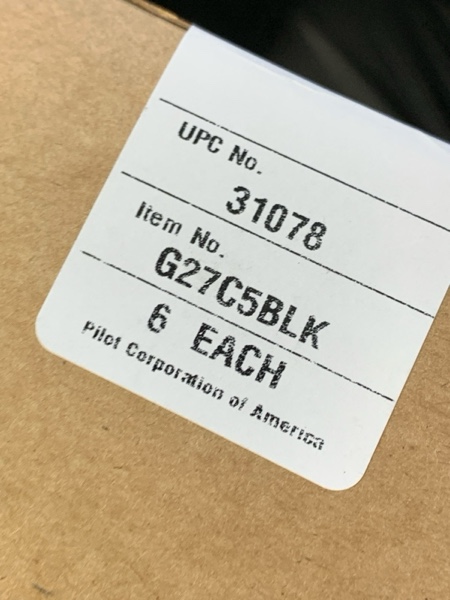 UPC No.
31078
Item No.
G27C5BLK
6 EACH
Pilot Corporation of America